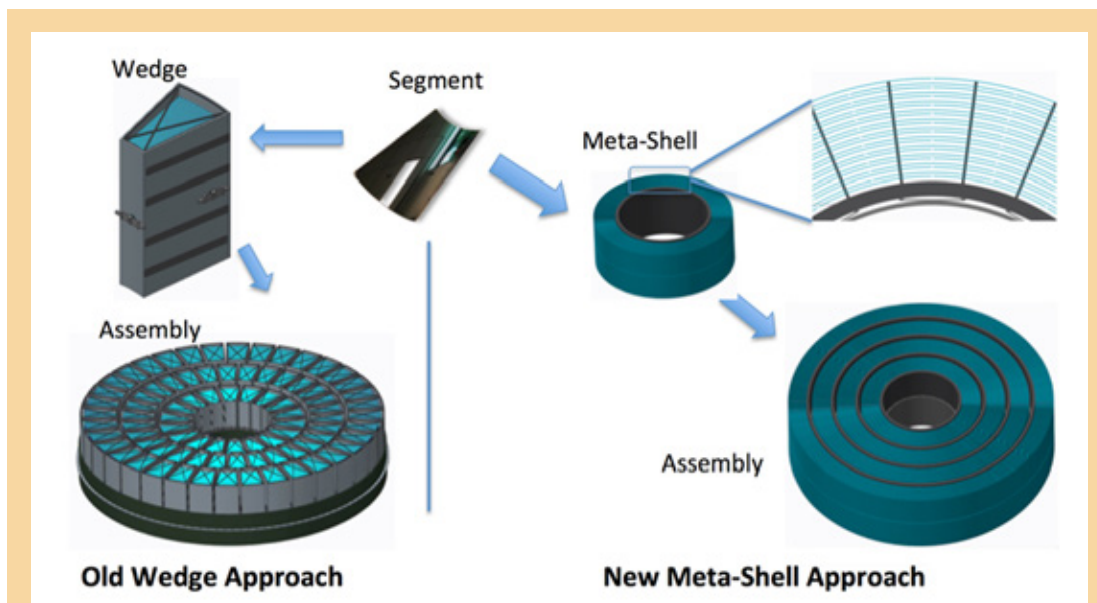 Wedge
Segment
Meta-Shell
Assembly
Assembly
Old Wedge Approach
New Meta-Shell Approach